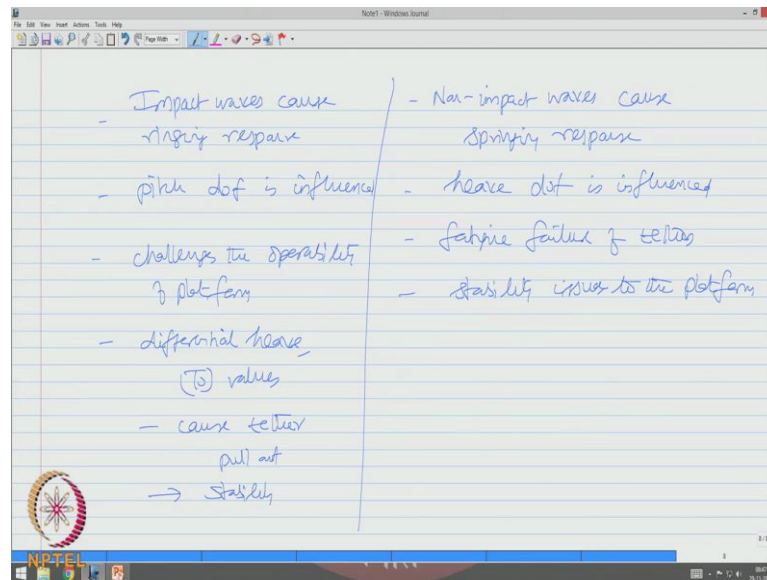 Note1 - Windows Journal
File Edit View Insert Actions Tools Help
Page Width
- Impact waves cause
ringing response
- pitch dof is influenced
- challenges the operability
of platform
- differential heave
(To) values
- cause tether
pull out
→ stability
- Non-impact waves cause
springing response
- heave dof is influenced
- fatigue failure of tethers
- stability issues to the platform
NPTEL